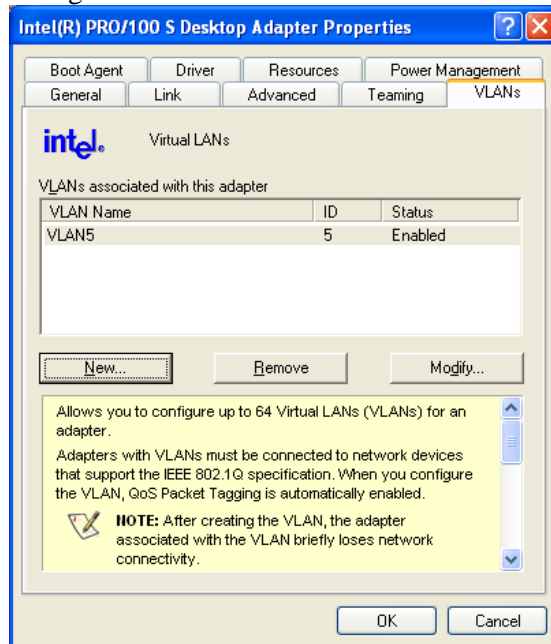 Intel(R) PRO/100 S Desktop Adapter Properties
Boot Agent Driver Resources Power Management
General Link Advanced Teaming VLANs
intel® Virtual LANs
VLANs associated with this adapter
VLAN Name ID Status
VLAN5 5 Enabled
New... Remove Modify...
Allows you to configure up to 64 Virtual LANs (VLANs) for an
adapter.
Adapters with VLANs must be connected to network devices
that support the IEEE 802.1Q specification. When you configure
the VLAN, QoS Packet Tagging is automatically enabled.
NOTE: After creating the VLAN, the adapter
associated with the VLAN briefly loses network
connectivity.
OK Cancel